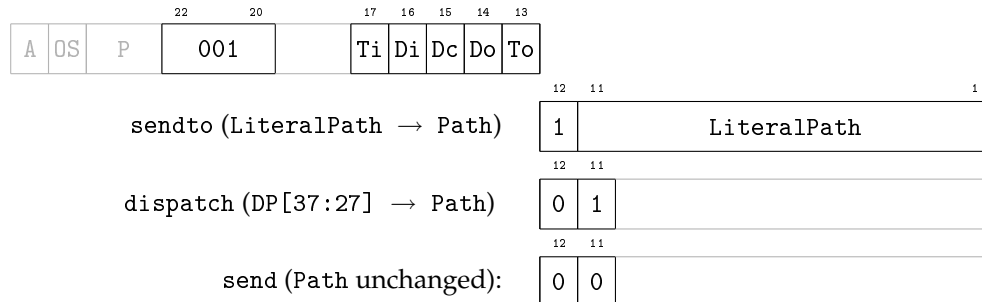 22 20 17 16 15 14 13
A OS P 001 Ti Di Dc Do To
12 11 1
sendto (LiteralPath → Path) 1 LiteralPath
12 11
dispatch (DP[37:27] → Path) 0 1
12 11
send (Path unchanged): 0 0